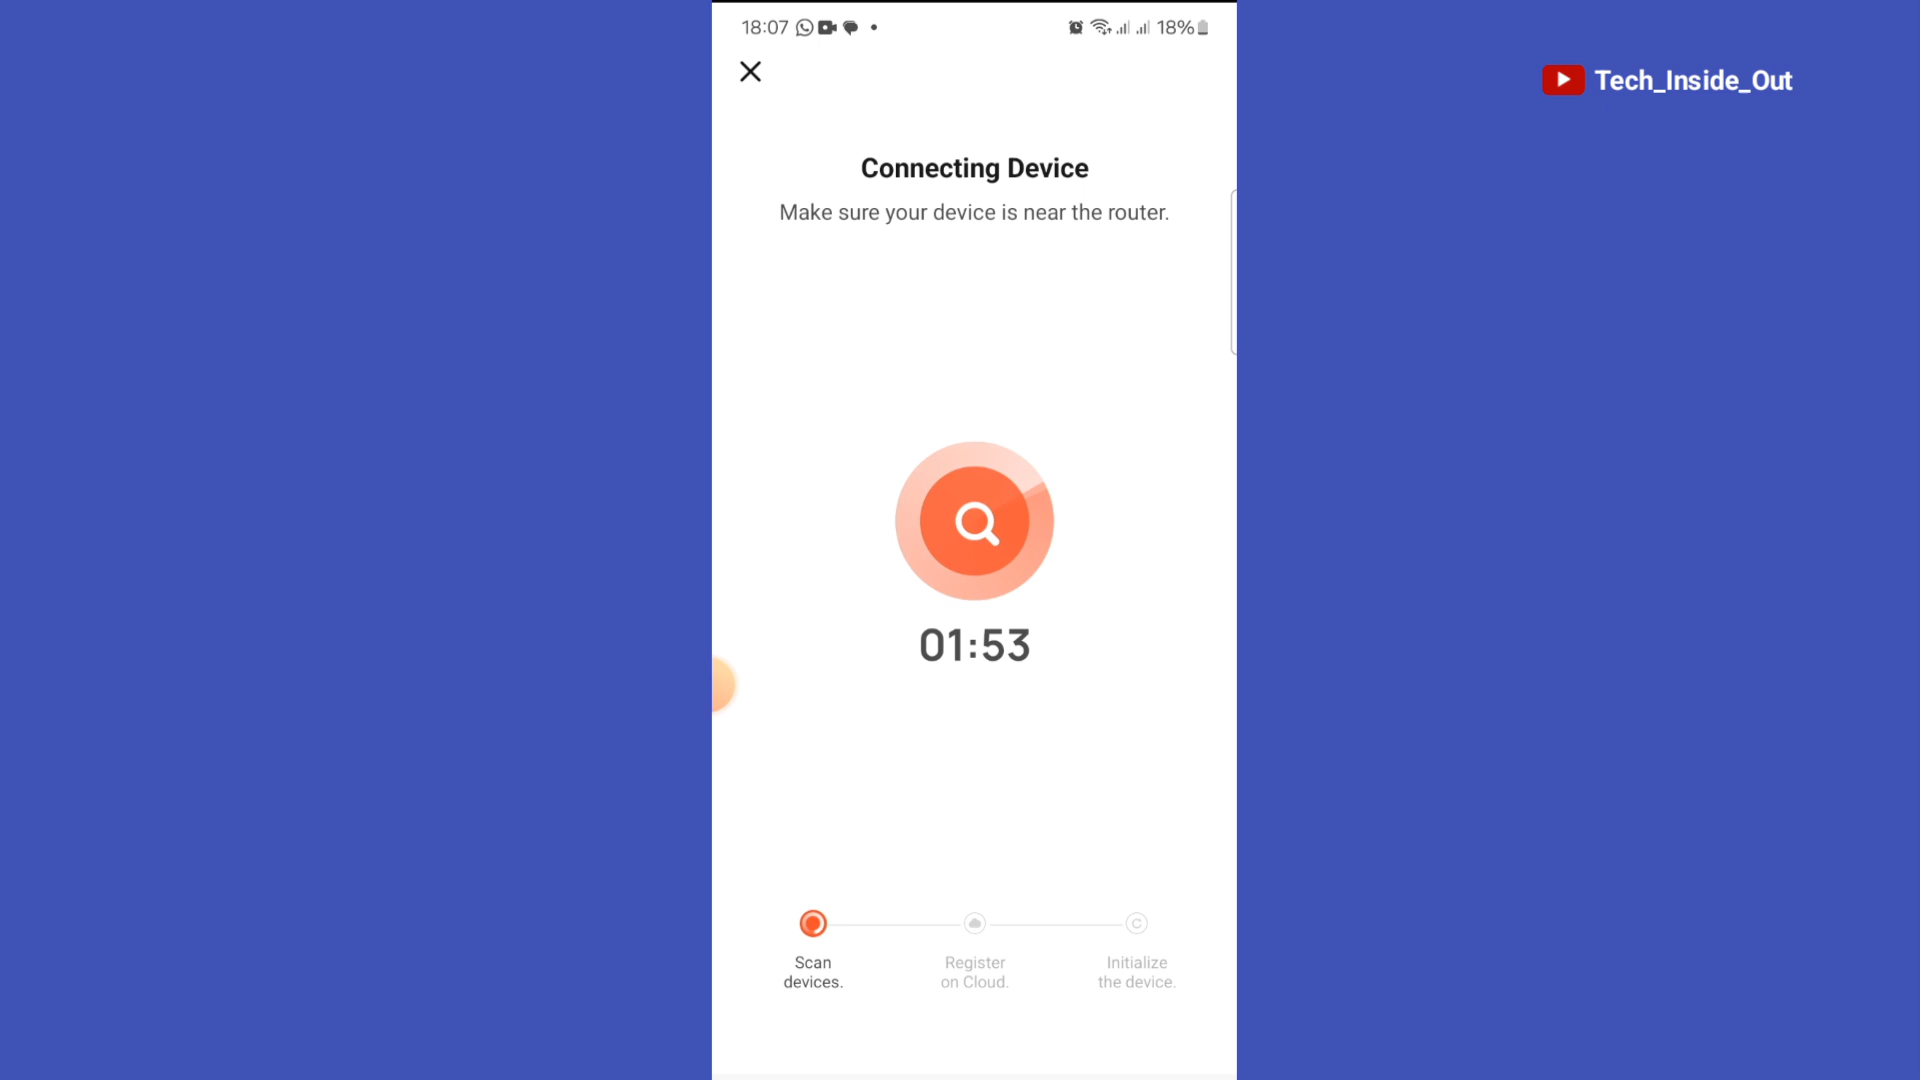 18:07
18%
Tech_Inside_Out
Connecting Device
Make sure your device is near the router.
01:53
Scan
devices.
Register
on Cloud.
Initialize
the device.